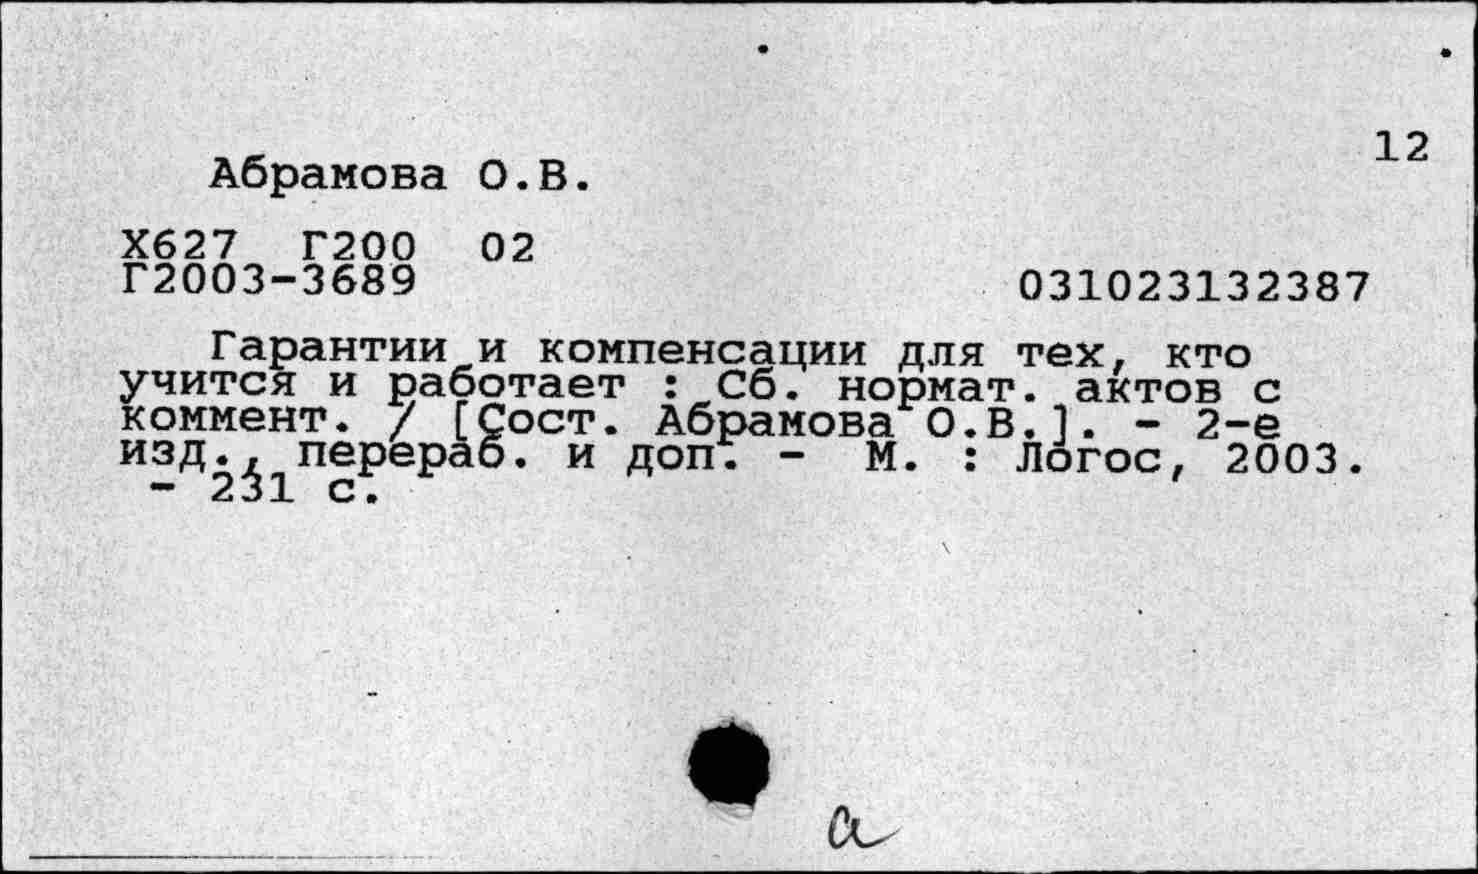 12
Абрамова О.В.
Х627 Г200 02
Г2003-3689 031023132387
Гарантии и компенсации для тех, кто
учится и работает : Сб. нормат. актов с
коммент. / [Сост. Абрамова О.В.]. - 2-е
изд., перераб. и доп. - М. : Логос, 2003.
- 231 с.
а